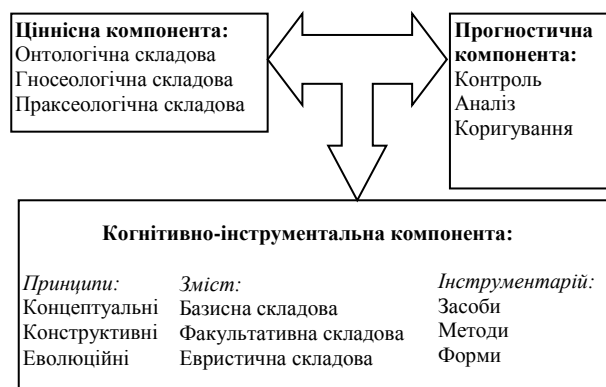 Ціннісна компонента:
Онтологічна складова
Гносеологічна складова
Праксеологічна складова
Прогностична
компонента:
Контроль
Аналіз
Коригування
Когнитивно-інструментальна компонента:
Принципи:
Концептуальні
Конструктивні
Еволюційні
Зміст:
Базисна складова
Факультативна складова
Евристична складова
Інструментарій:
Засоби
Методи
Форми